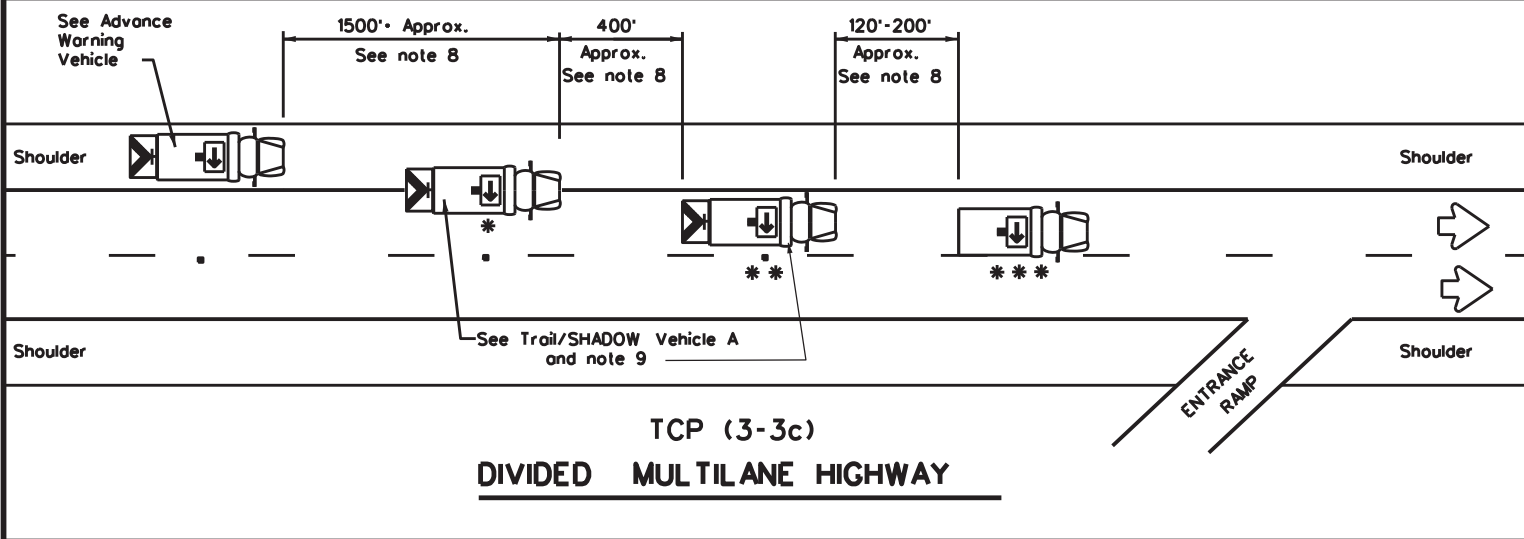 See Advance
Warning
Vehicle
1500'+ Approx.
See note 8
400'
Approx.
See note 8
120'-200'
Approx.
See note 8
Shoulder
Shoulder
*
* *
* * *
See Trail/SHADOW Vehicle A
and note 9
Shoulder
Shoulder
ENTRANCE
RAMP
TCP (3-3c)
DIVIDED MULTILANE HIGHWAY